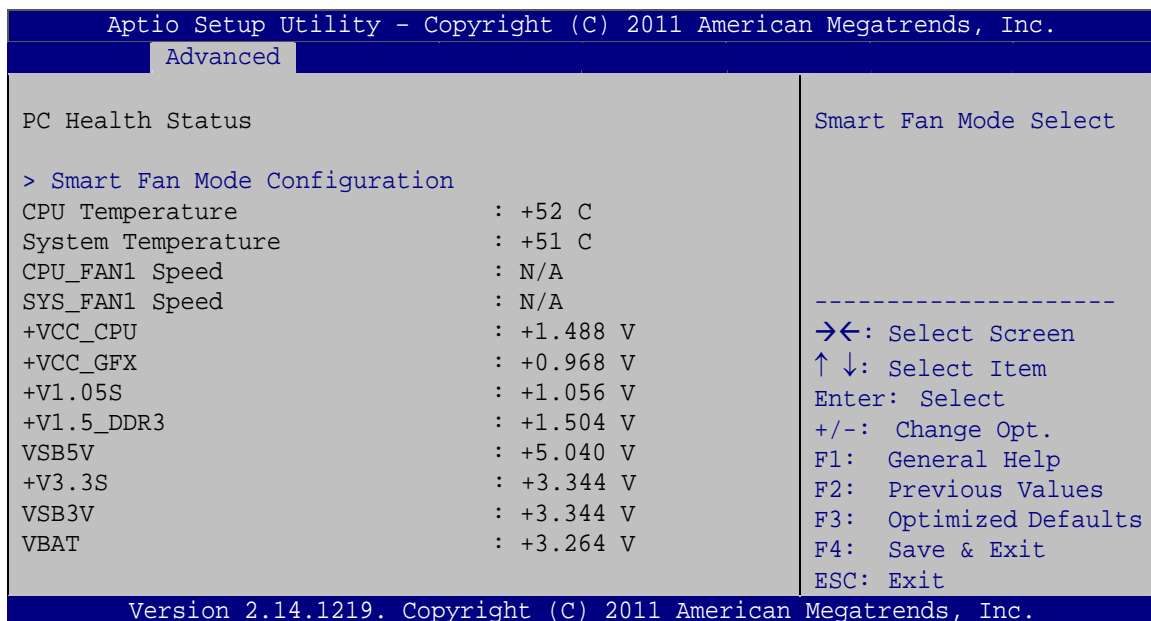 Aptio Setup Utility – Copyright (C) 2011 American Megatrends, Inc.
Advanced
PC Health Status
> Smart Fan Mode Configuration
CPU Temperature : +52 C
System Temperature : +51 C
CPU_FAN1 Speed : N/A
SYS_FAN1 Speed : N/A
+VCC_CPU : +1.488 V
+VCC_GFX : +0.968 V
+V1.05S : +1.056 V
+V1.5_DDR3 : +1.504 V
VSB5V : +5.040 V
+V3.3S : +3.344 V
VSB3V : +3.344 V
VBAT : +3.264 V
Smart Fan Mode Select
---------------------
→←: Select Screen
↑ ↓: Select Item
Enter: Select
+/-: Change Opt.
F1: General Help
F2: Previous Values
F3: Optimized Defaults
F4: Save & Exit
ESC: Exit
Version 2.14.1219. Copyright (C) 2011 American Megatrends, Inc.